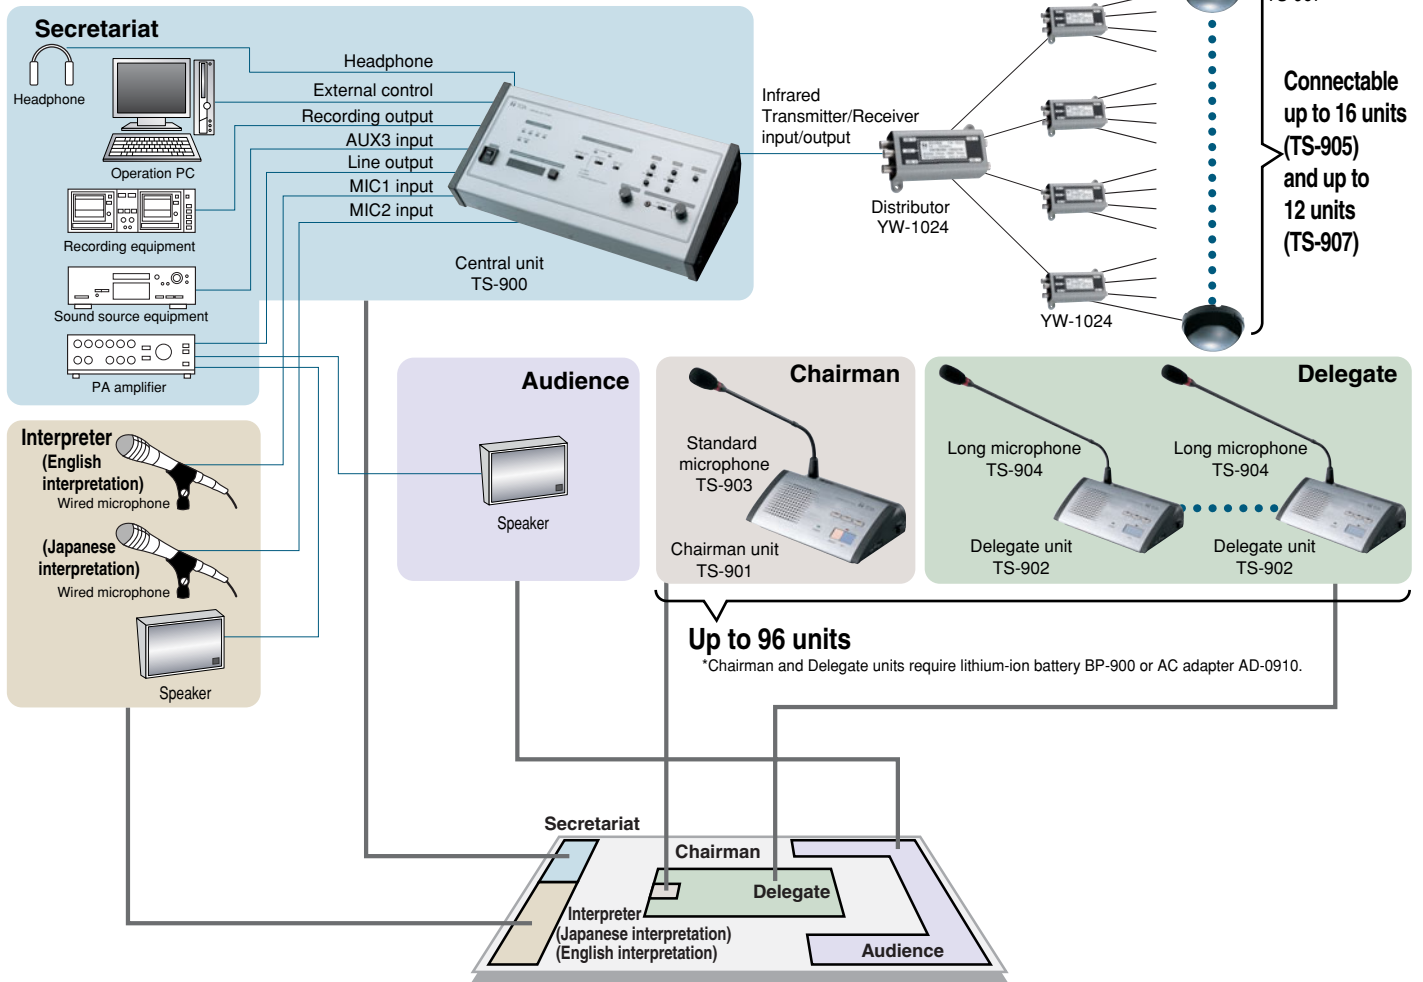 Secretariat
Headphone
Operation PC
Recording equipment
Sound source equipment
PA amplifier
Headphone
External control
Recording output
AUX3 input
Line output
MIC1 input
MIC2 input
Central unit
TS-900
Infrared
Transmitter/Receiver
input/output
Distributor
YW-1024
YW-1024
Connectable
up to 16 units
(TS-905)
and up to
12 units
(TS-907)
Interpreter
(English
interpretation)
Wired microphone
(Japanese
interpretation)
Wired microphone
Speaker
Audience
Speaker
Chairman
Standard
microphone
TS-903
Chairman unit
TS-901
Delegate
Long microphone
TS-904
Long microphone
TS-904
Delegate unit
TS-902
Delegate unit
TS-902
Up to 96 units
*Chairman and Delegate units require lithium-ion battery BP-900 or AC adapter AD-0910.
Secretariat
Chairman
Delegate
Interpreter
(Japanese interpretation)
(English interpretation)
Audience